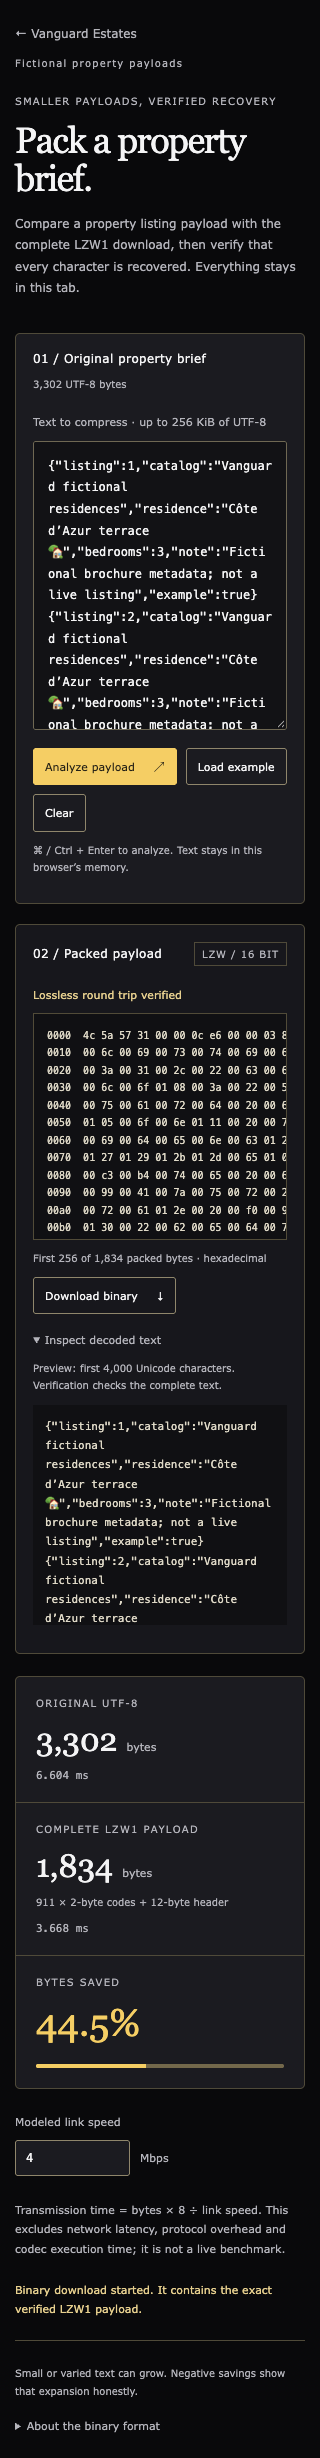 ← Vanguard Estates
Fictional property payloads
SMALLER PAYLOADS, VERIFIED RECOVERY
Pack a property
brief.
Compare a property listing payload with the
complete LZW1 download, then verify that
every character is recovered. Everything stays
in this tab.
01 / Original property brief
3,302 UTF-8 bytes
Text to compress · up to 256 KiB of UTF-8
{"listing":1,"catalog":"Vanguar
d fictional
residences","residence":"Côte
d’Azur terrace
🏡","bedrooms":3,"note":"Ficti
onal brochure metadata; not a
live listing","example":true}
{"listing":2,"catalog":"Vanguar
d fictional
residences","residence":"Côte
d’Azur terrace
🏡","bedrooms":3,"note":"Ficti
onal brochure metadata; not a
Analyze payload ↗
Load example
Clear
⌘ / Ctrl + Enter to analyze. Text stays in this
browser’s memory.
02 / Packed payload
LZW / 16 BIT
Lossless round trip verified
0000 4c 5a 57 31 00 00 0c e6 00 00 03 8
0010 00 6c 00 69 00 73 00 74 00 69 00 6
0020 00 3a 00 31 00 2c 00 22 00 63 00 6
0030 00 6c 00 6f 01 08 00 3a 00 22 00 5
0040 00 75 00 61 00 72 00 64 00 20 00 6
0050 01 05 00 6f 00 6e 01 11 00 20 00 7
0060 00 69 00 64 00 65 00 6e 00 63 01 2
0070 01 27 01 29 01 2b 01 2d 00 65 01 0
0080 00 c3 00 b4 00 74 00 65 00 20 00 6
0090 00 99 00 41 00 7a 00 75 00 72 00 2
00a0 00 72 00 61 01 2e 00 20 00 f0 00 9
00b0 01 30 00 22 00 62 00 65 00 64 00 7
First 256 of 1,834 packed bytes · hexadecimal
Download binary ↓
▼ Inspect decoded text
Preview: first 4,000 Unicode characters.
Verification checks the complete text.
{"listing":1,"catalog":"Vanguard
fictional
residences","residence":"Côte
d’Azur terrace
🏡","bedrooms":3,"note":"Fictional
brochure metadata; not a live
listing","example":true}
{"listing":2,"catalog":"Vanguard
fictional
residences","residence":"Côte
d’Azur terrace
ORIGINAL UTF-8
3,302 bytes
6.604 ms
COMPLETE LZW1 PAYLOAD
1,834 bytes
911 × 2-byte codes + 12-byte header
3.668 ms
BYTES SAVED
44.5%
Modeled link speed
4 Mbps
Transmission time = bytes × 8 ÷ link speed. This
excludes network latency, protocol overhead and
codec execution time; it is not a live benchmark.
Binary download started. It contains the exact
verified LZW1 payload.
Small or varied text can grow. Negative savings show
that expansion honestly.
▶ About the binary format